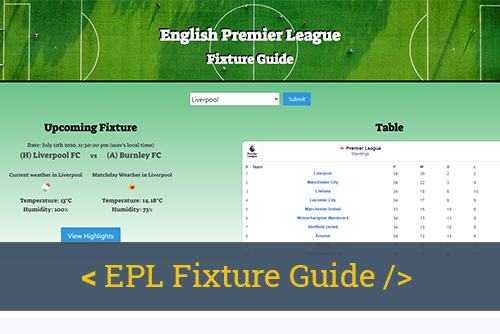 English Premier League
Fixture Guide
Liverpool
Submit
Upcoming Fixture
Date: July 11th 2020, 11:30:00 pm (user's local time)
(H) Liverpool FC vs (A) Burnley FC
Current weather in Liverpool
Matchday Weather in Liverpool
Temperature: 13°C
Humidity: 100%
Temperature: 14.18°C
Humidity: 73%
View Highlights
Table
Premier League
Standings
# Team P W D L
1 Liverpool 34 30 2 2
2 Manchester City 34 22 3 9
3 Chelsea 34 18 6 10
4 Leicester City 34 17 8 9
5 Manchester United 33 15 10 8
6 Wolverhampton Wanderers 34 13 13 8
7 Sheffield United 34 13 12 9
8 Arsenal 34 12 14 8
< EPL Fixture Guide />